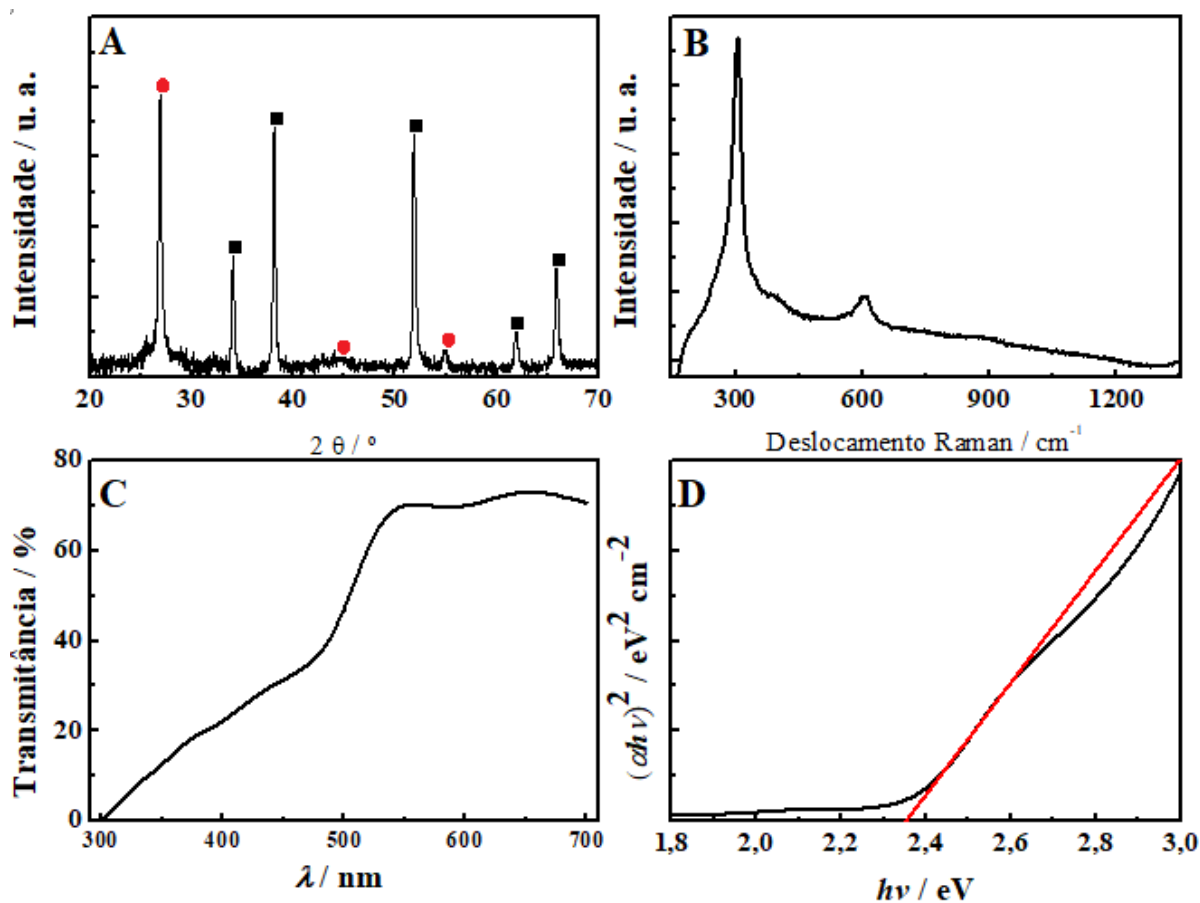 A
Intensidade / u. a.
20 30 40 50 60 70
2 θ / º
B
Intensidade / u. a.
300 600 900 1200
Deslocamento Raman / cm⁻¹
C
Transmitância / %
80
60
40
20
0
300 400 500 600 700
λ / nm
D
(αhν)² / eV² cm⁻²
1,8 2,0 2,2 2,4 2,6 2,8 3,0
hν / eV